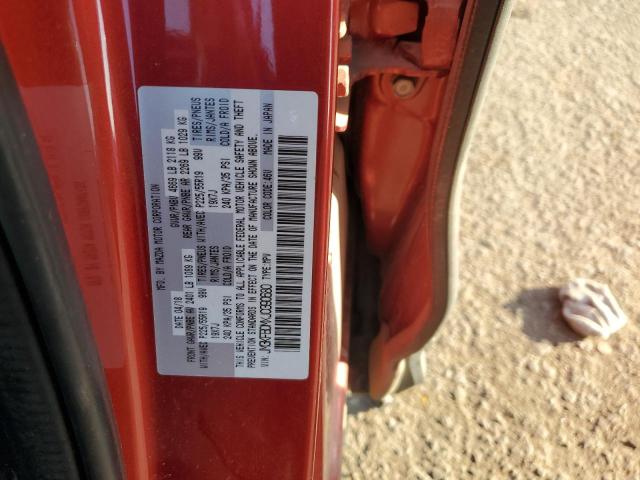 MFG. BY MAZDA MOTOR CORPORATION
DATE 04/18 GVWR/PNBV 4669 LB 2118 KG
FRONT GAWR/PNBE AV 2401 LB 1089 KG REAR GAWR/PNBE AR 2269 LB 1029 KG
WITH/AVEC P225/55R19 99V TIRES/PNEUS WITH/AVEC P225/55R19 99V TIRES/PNEUS
19X7J RIMS/JANTES 19X7J RIMS/JANTES
240 KPA/35 PSI COLD/A FROID 240 KPA/35 PSI COLD/A FROID
THIS VEHICLE CONFORMS TO ALL APPLICABLE FEDERAL MOTOR VEHICLE SAFETY AND THEFT
PREVENTION STANDARDS IN EFFECT ON THE DATE OF MANUFACTURE SHOWN ABOVE.
VIN: TYPE:MPV COLOR CODE:46V MADE IN JAPAN